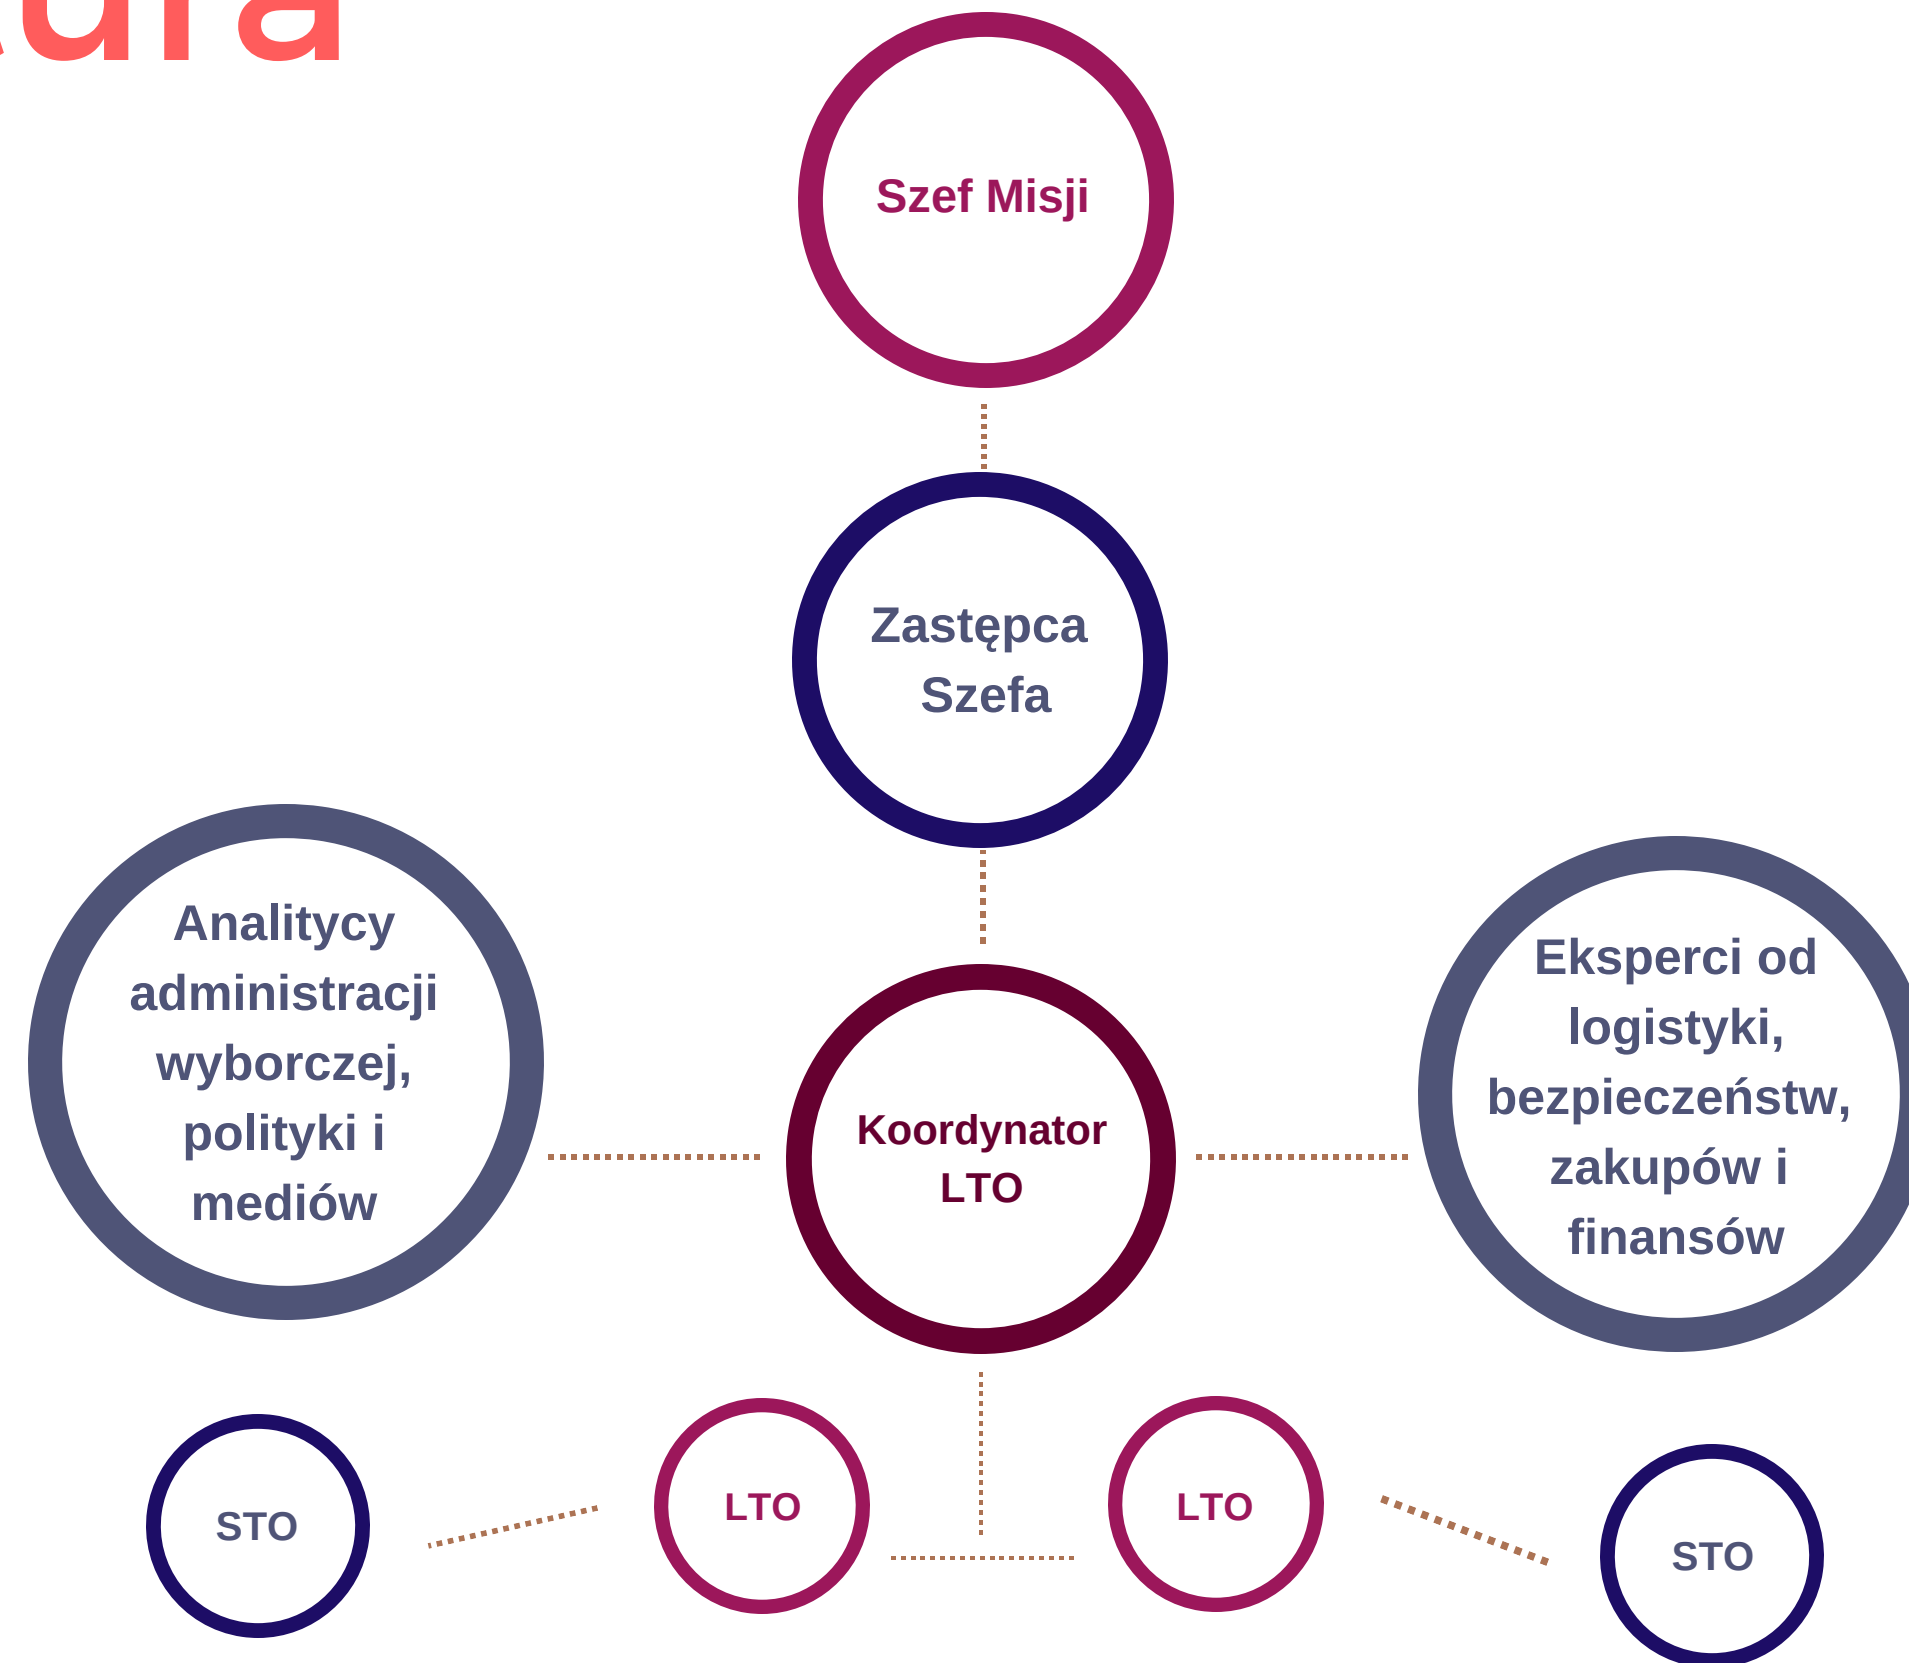 Szef Misji
Zastępca
Szefa
Analitycy
administracji
wyborczej,
polityki i
mediów
Koordynator
LTO
Eksperci od
logistyki,
bezpieczeństw,
zakupów i
finansów
STO
LTO
LTO
STO